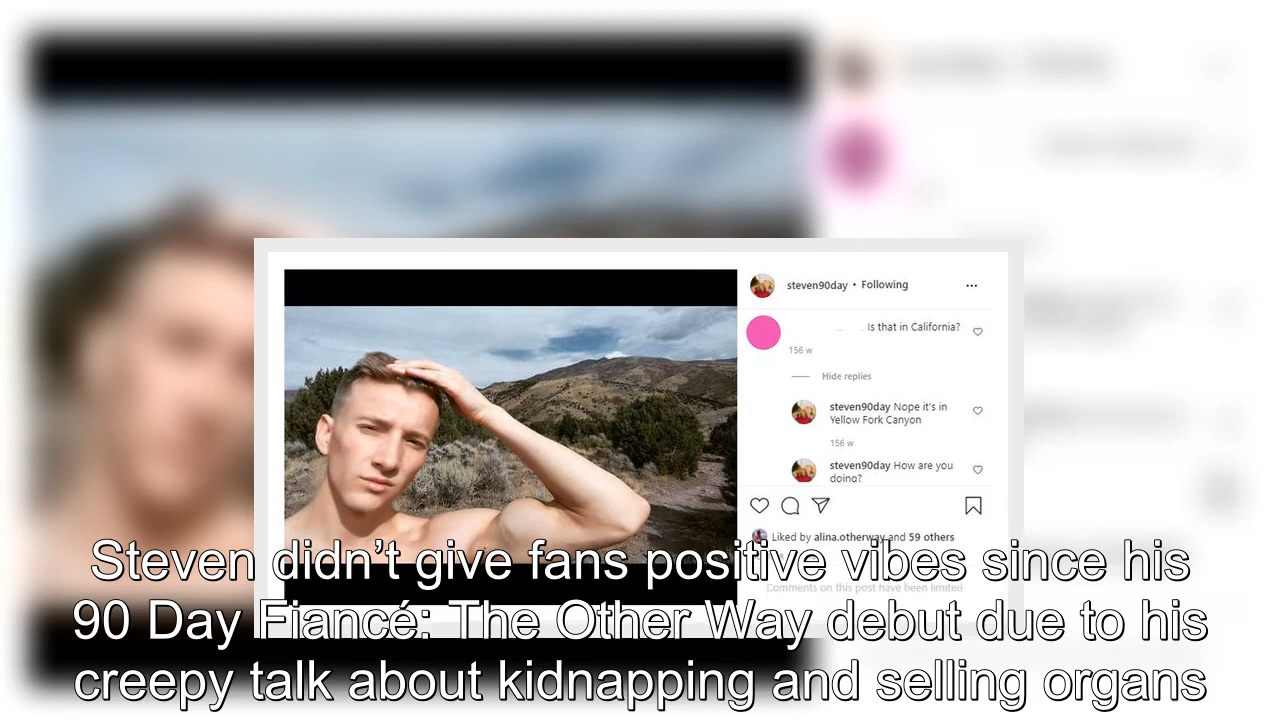 steven90day • Following
Is that in California?
156 w
Hide replies
steven90day Nope it's in
Yellow Fork Canyon
156 w
steven90day How are you
doing?
Liked by alina.otherway and 59 others
Comments on this post have been limited
Steven didn’t give fans positive vibes since his
90 Day Fiancé: The Other Way debut due to his
creepy talk about kidnapping and selling organs